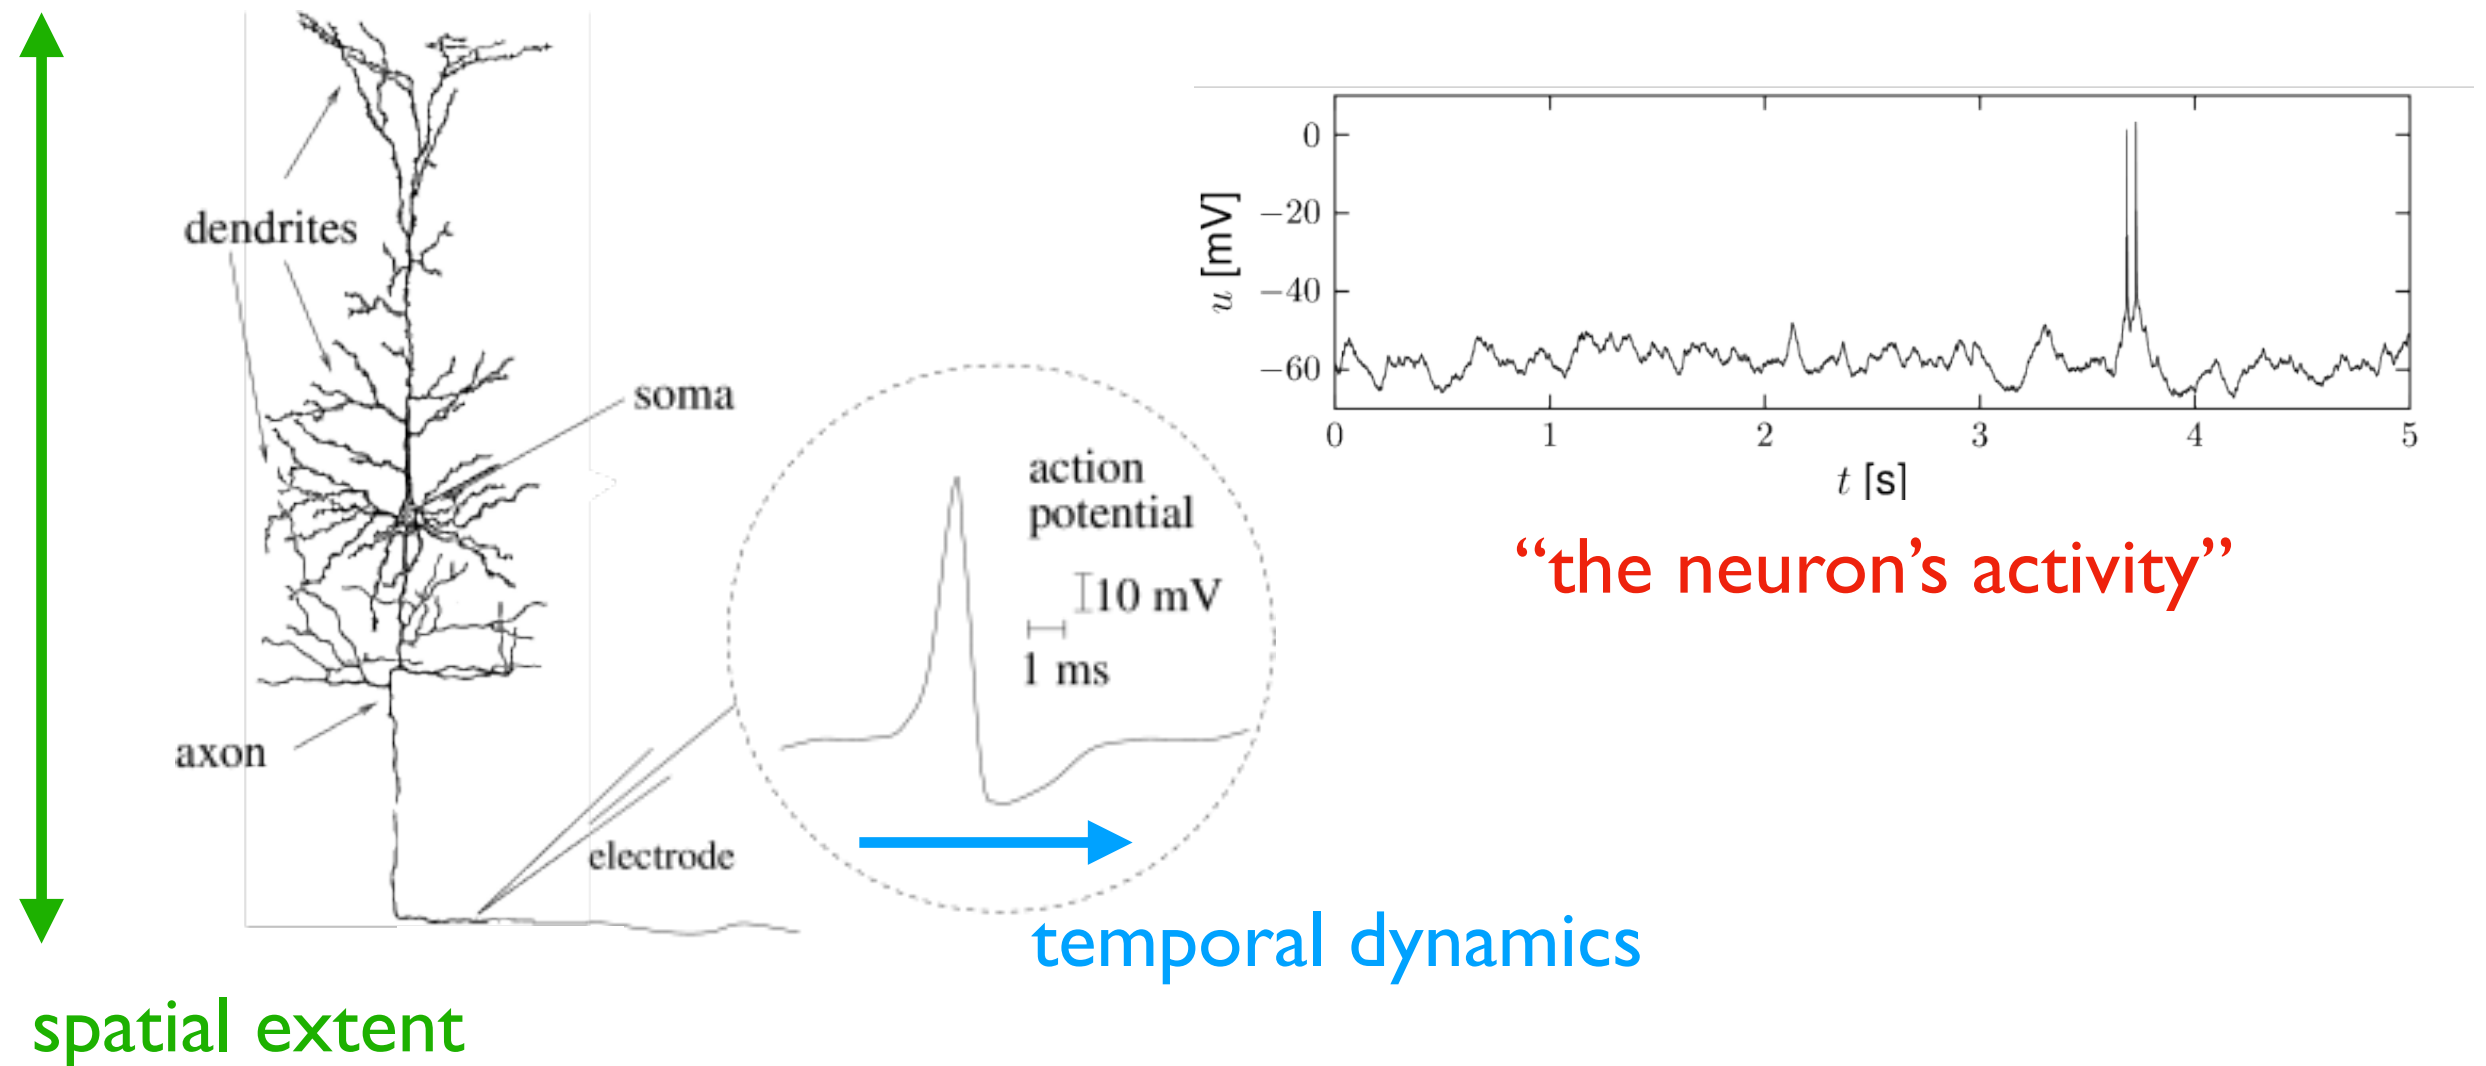 dendrites
soma
axon
electrode
action
potential
10 mV
1 ms
temporal dynamics
spatial extent
u [mV]
0
−20
−40
−60
0 1 2 3 4 5
t [s]
“the neuron’s activity”